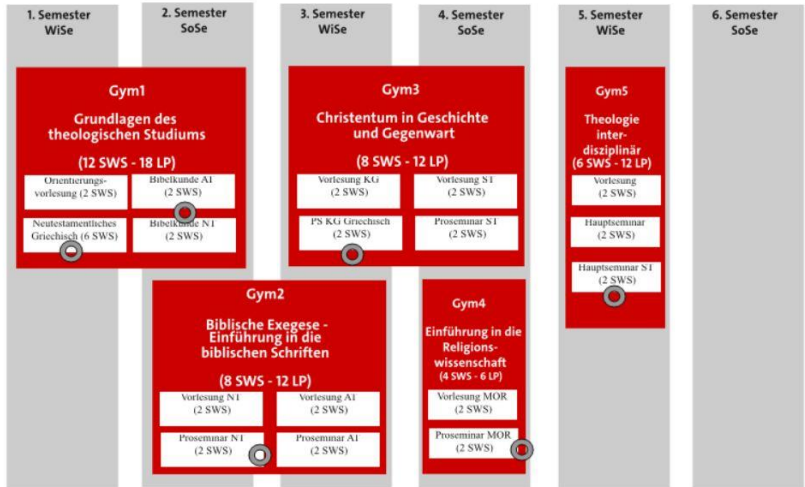 1. Semester
WiSe
2. Semester
SoSe
3. Semester
WiSe
4. Semester
SoSe
5. Semester
WiSe
6. Semester
SoSe
Gym1
Grundlagen des
theologischen Studiums
(12 SWS - 18 LP)
Orientierungs-
vorlesung (2 SWS)
Bibelkunde AT
(2 SWS)
Neutestamentliches
Griechisch (6 SWS)
Bibelkunde NT
(2 SWS)
Gym3
Christentum in Geschichte
und Gegenwart
(8 SWS - 12 LP)
Vorlesung KG
(2 SWS)
Vorlesung ST
(2 SWS)
PS KG Griechisch
(2 SWS)
Proseminar ST
(2 SWS)
Gym5
Theologie
inter-
disziplinär
(6 SWS - 12 LP)
Vorlesung
(2 SWS)
Hauptseminar
(2 SWS)
Hauptseminar ST
(2 SWS)
Gym2
Biblische Exegese -
Einführung in die
biblischen Schriften
(8 SWS - 12 LP)
Vorlesung NT
(2 SWS)
Vorlesung AT
(2 SWS)
Proseminar NT
(2 SWS)
Proseminar AT
(2 SWS)
Gym4
Einführung in die
Religions-
wissenschaft
(4 SWS - 6 LP)
Vorlesung MOR
(2 SWS)
Proseminar MOR
(2 SWS)